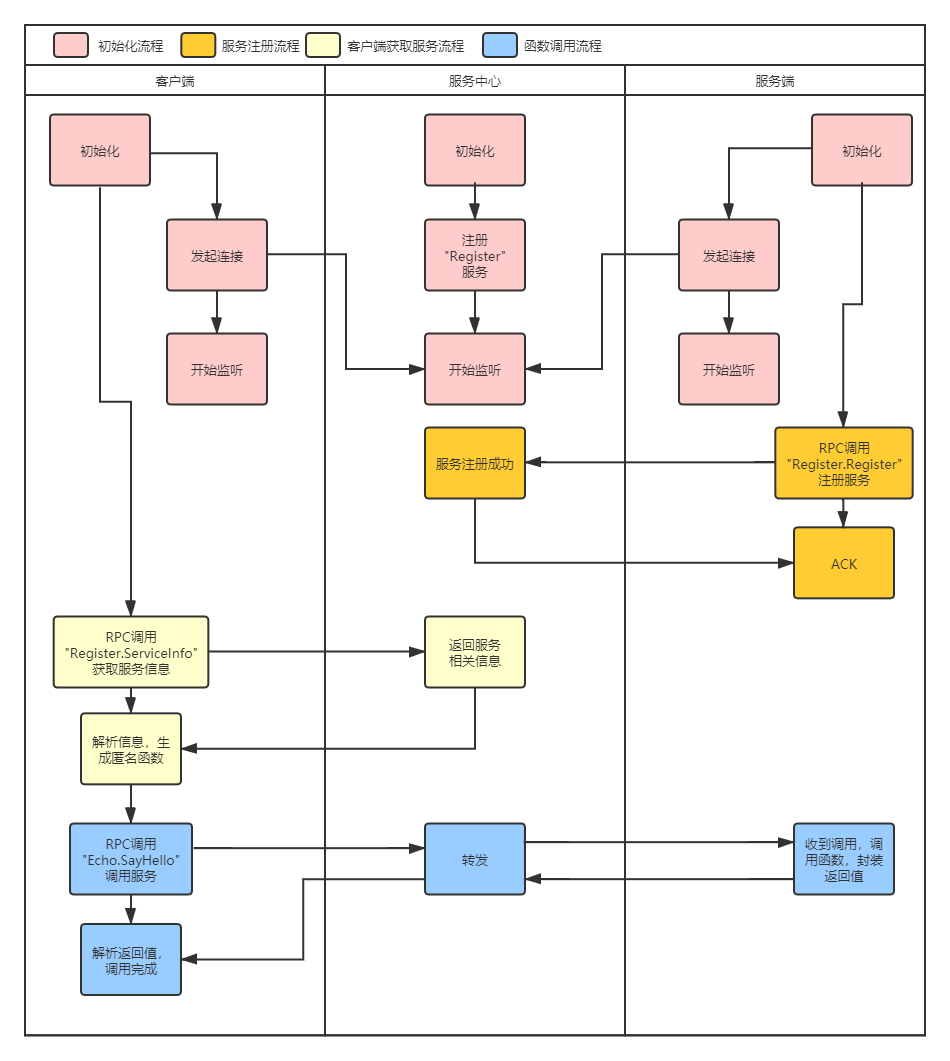 初始化流程
服务注册流程
客户端获取服务流程
函数调用流程
客户端
服务中心
服务端
初始化
初始化
初始化
发起连接
注册
"Register"
服务
发起连接
开始监听
开始监听
开始监听
服务注册成功
RPC调用
"Register.Register"
注册服务
ACK
RPC调用
"Register.ServiceInfo"
获取服务信息
返回服务
相关信息
解析信息，生
成匿名函数
RPC调用
"Echo.SayHello"
调用服务
转发
收到调用，调
用函数，封装
返回值
解析返回值，
调用完成